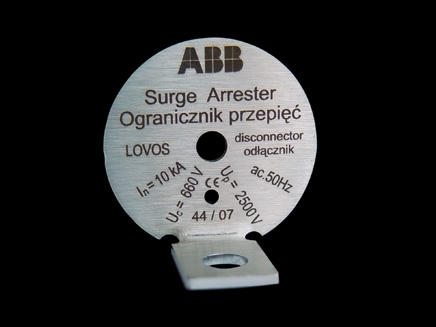 ABB
Surge Arrester
Ogranicznik przepięć
LOVOS
disconnector
odłącznik
In=10 kA
Uc= 660 V
CE
Up= 2500V
ac.50Hz
44 / 07